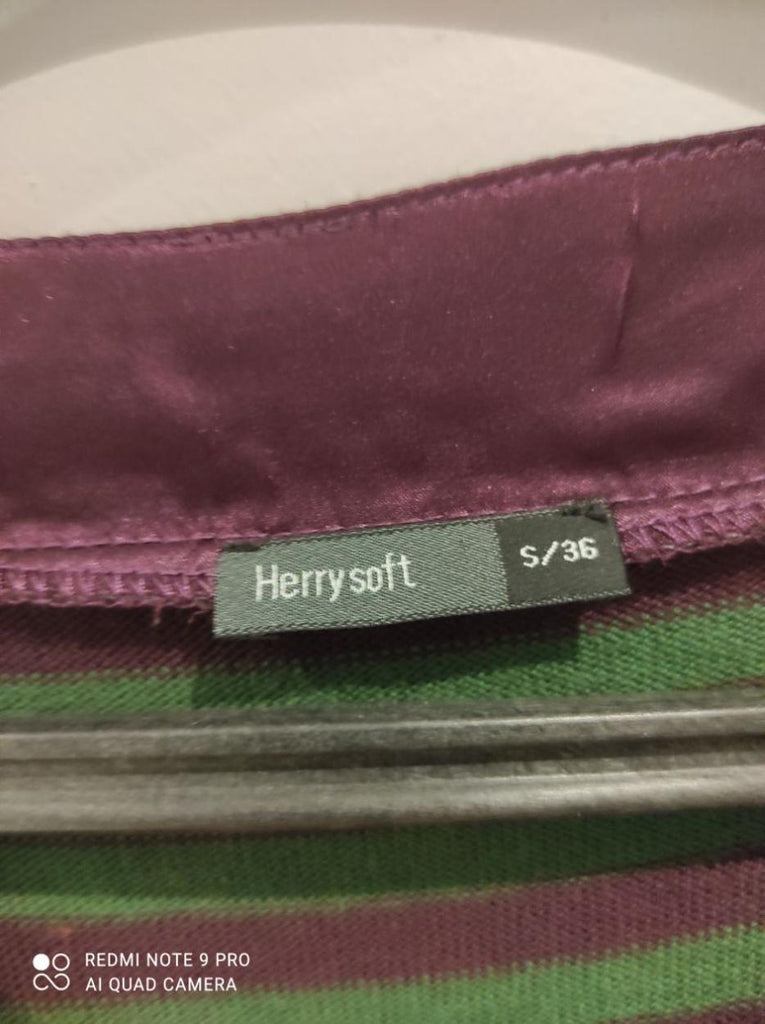 Herrysoft S/36
REDMI NOTE 9 PRO
AI QUAD CAMERA